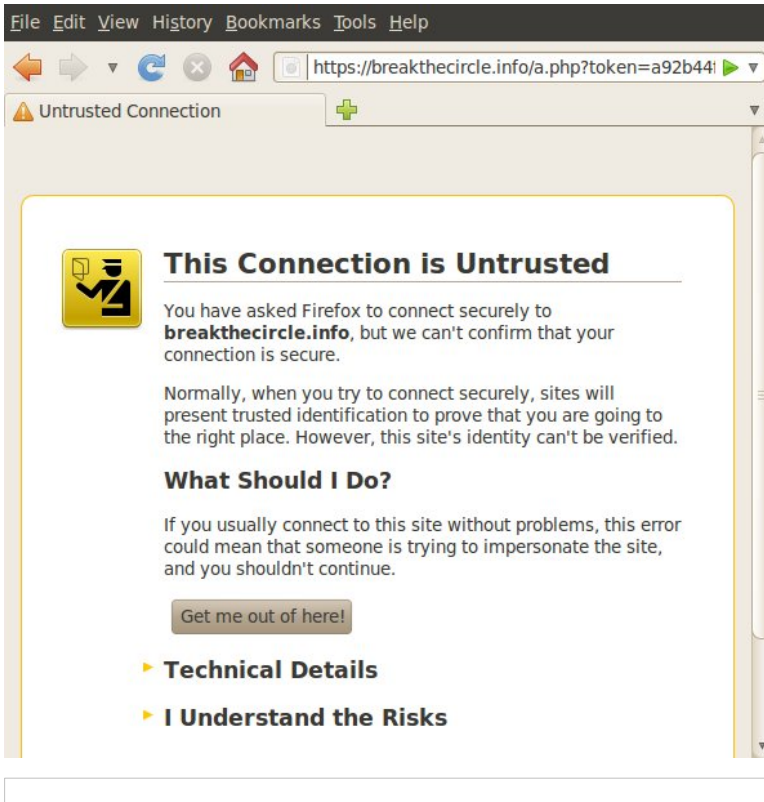 File Edit View History Bookmarks Tools Help
https://breakthecircle.info/a.php?token=a92b44
Untrusted Connection
This Connection is Untrusted
You have asked Firefox to connect securely to
breakthecircle.info, but we can't confirm that your
connection is secure.
Normally, when you try to connect securely, sites will
present trusted identification to prove that you are going to
the right place. However, this site's identity can't be verified.
What Should I Do?
If you usually connect to this site without problems, this error
could mean that someone is trying to impersonate the site,
and you shouldn't continue.
Get me out of here!
Technical Details
I Understand the Risks